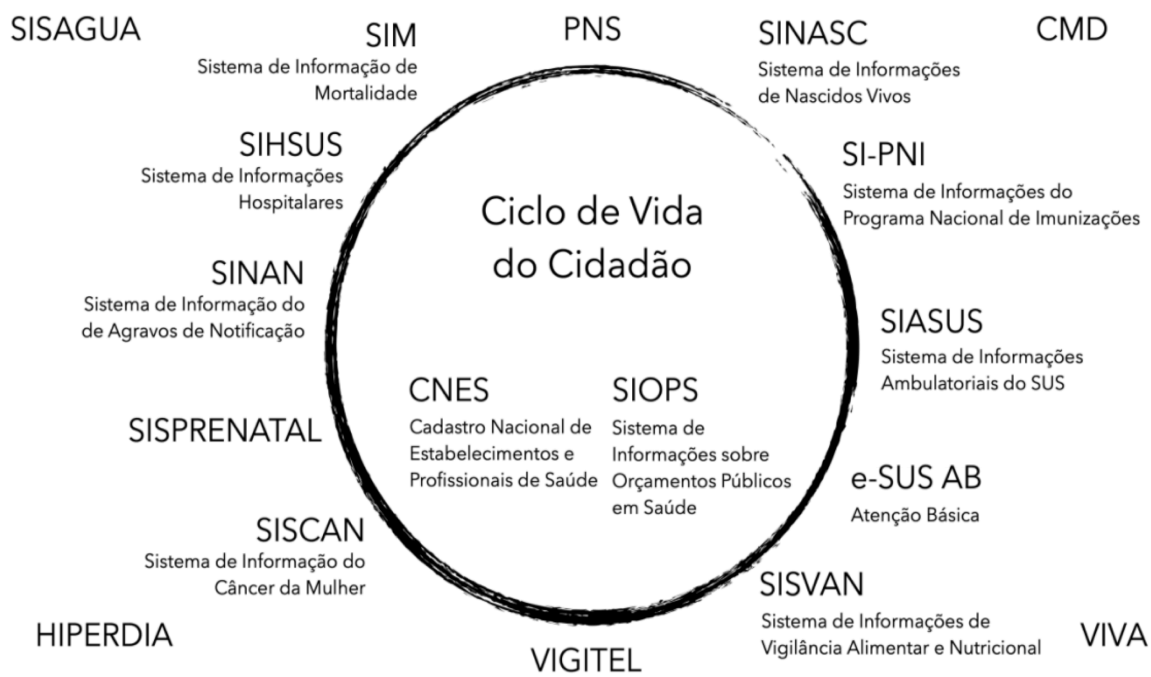 SISAGUA
SIM
Sistema de Informação de
Mortalidade
PNS
SINASC
Sistema de Informações
de Nascidos Vivos
CMD
SIHSUS
Sistema de Informações
Hospitalares
SI-PNI
Sistema de Informações do
Programa Nacional de Imunizações
Ciclo de Vida
do Cidadão
SINAN
Sistema de Informação do
de Agravos de Notificação
SIASUS
Sistema de Informações
Ambulatoriais do SUS
CNES
Cadastro Nacional de
Estabelecimentos e
Profissionais de Saúde
SIOPS
Sistema de
Informações sobre
Orçamentos Públicos
em Saúde
SISPRENATAL
e-SUS AB
Atenção Básica
SISCAN
Sistema de Informação do
Câncer da Mulher
SISVAN
Sistema de Informações de
Vigilância Alimentar e Nutricional
HIPERDIA
VIGITEL
VIVA